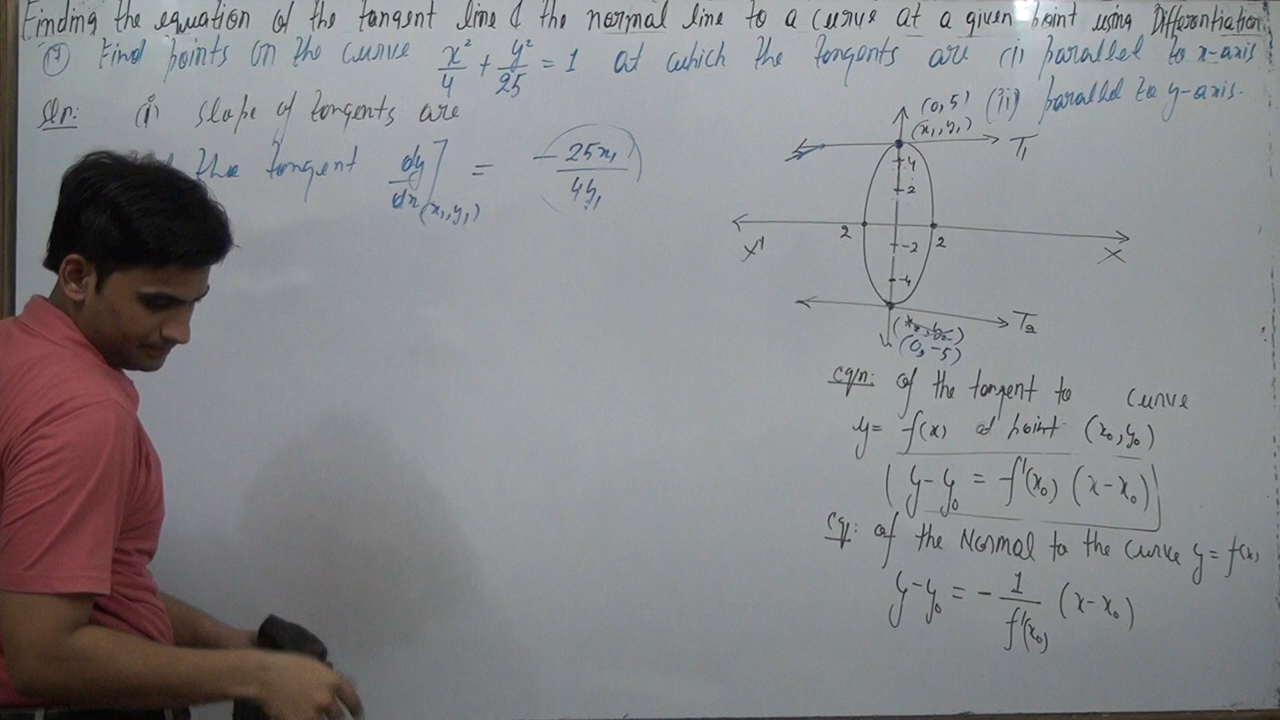 Finding the equation of the tangent line & the normal line to a curve at a given point using Differentiation
Find points on the curve x²/4 + y²/25 = 1 at which the tangents are (i) parallel to x-axis
(ii) parallel to y-axis.
Sln: (i) slope of tangents are
the tangent dy/dx](x₁,y₁) = -25x₁/4y₁
(0,5)
(x₁,y₁)
T₁
4
2
2
2
X'
X
-2
-4
T₂
(0,-5)
eqn: of the tangent to curve
y= f(x) at point (x₀,y₀)
y-y₀ = f'(x₀) (x-x₀)
eq: of the Normal to the curve y= f(x)
y-y₀ = - 1/f'(x₀) (x-x₀)